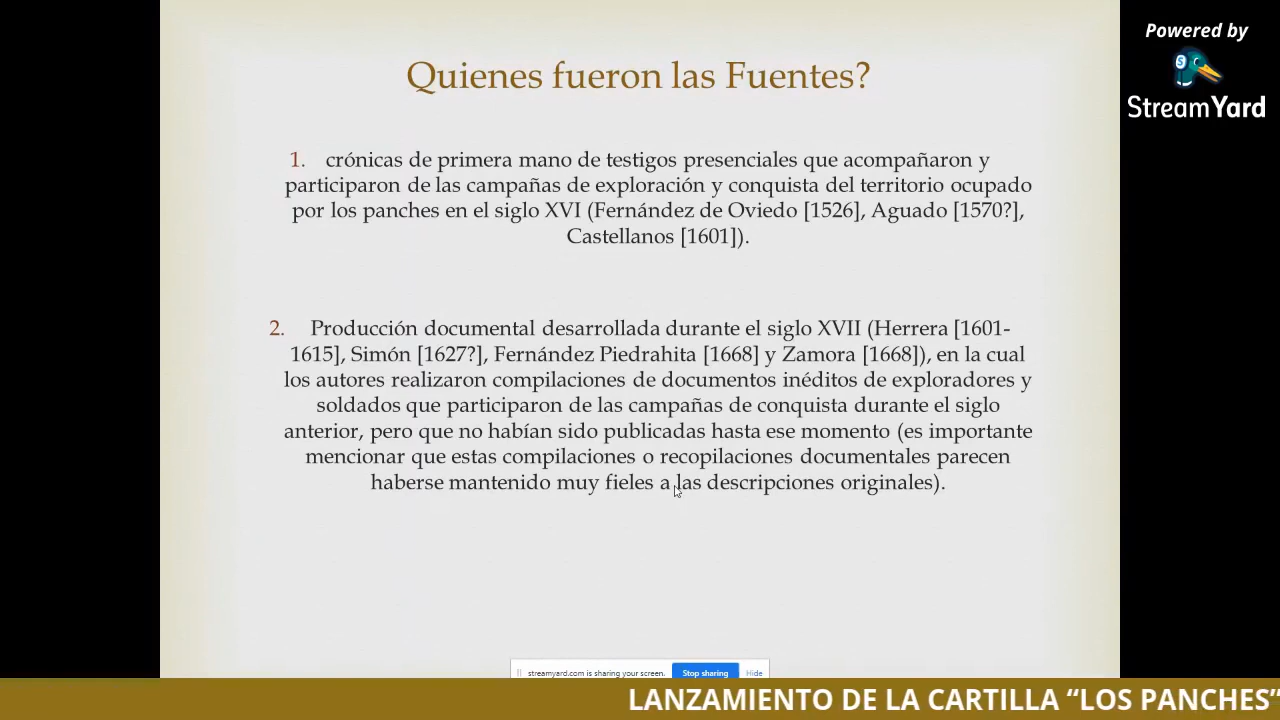 Quienes fueron las Fuentes?
1. crónicas de primera mano de testigos presenciales que acompañaron y
participaron de las campañas de exploración y conquista del territorio ocupado
por los panches en el siglo XVI (Fernández de Oviedo [1526], Aguado [1570?],
Castellanos [1601]).
2. Producción documental desarrollada durante el siglo XVII (Herrera [1601-
1615], Simón [1627?], Fernández Piedrahita [1668] y Zamora [1668]), en la cual
los autores realizaron compilaciones de documentos inéditos de exploradores y
soldados que participaron de las campañas de conquista durante el siglo
anterior, pero que no habían sido publicadas hasta ese momento (es importante
mencionar que estas compilaciones o recopilaciones documentales parecen
haberse mantenido muy fieles a las descripciones originales).
Powered by
StreamYard
streamyard.com is sharing your screen. Stop sharing Hide
LANZAMIENTO DE LA CARTILLA “LOS PANCHES”